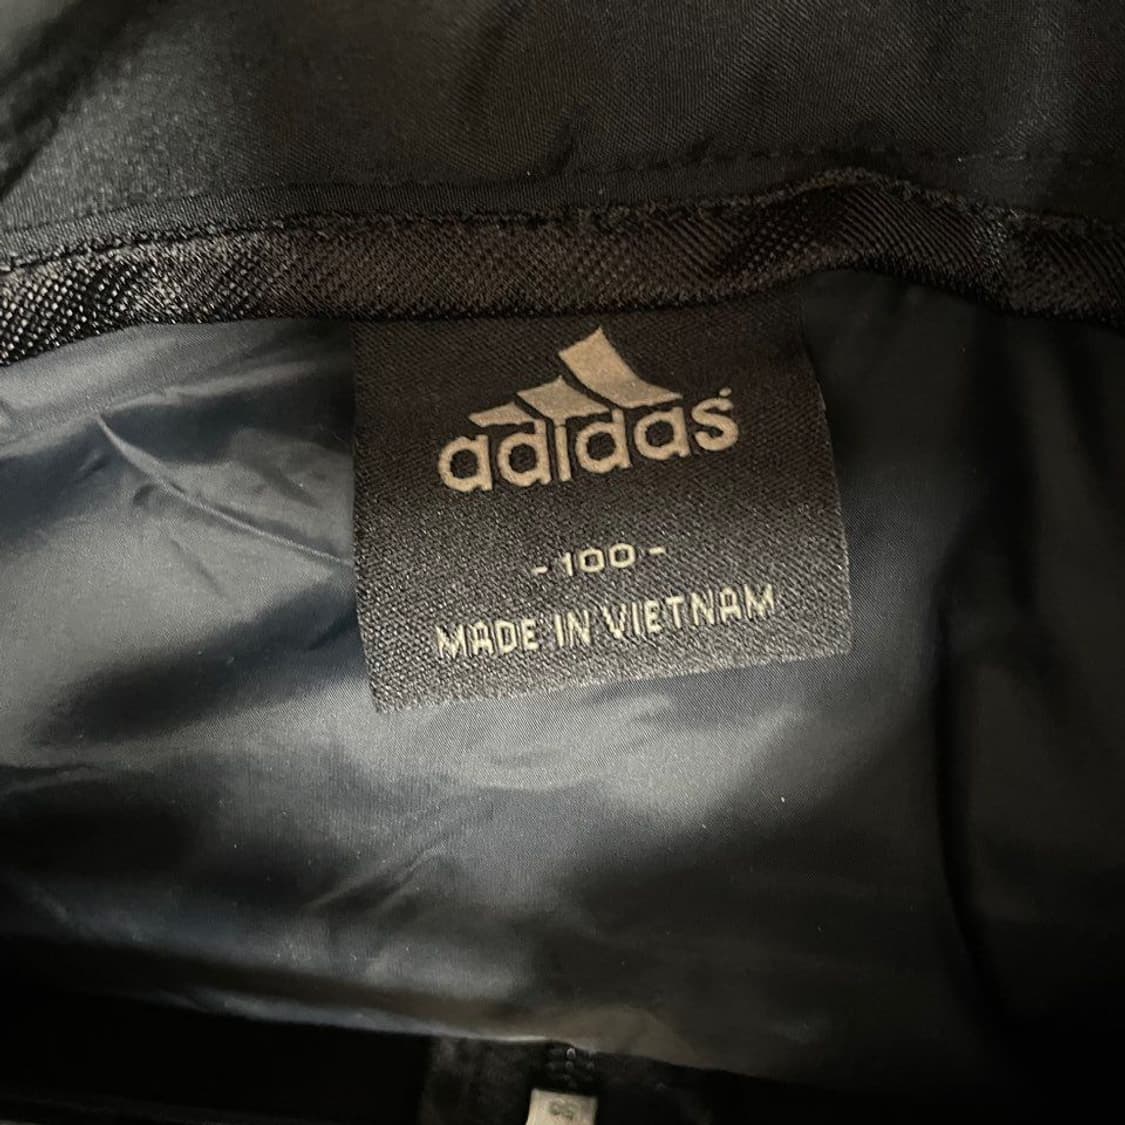 adidas
- 100 -
MADE IN VIETNAM